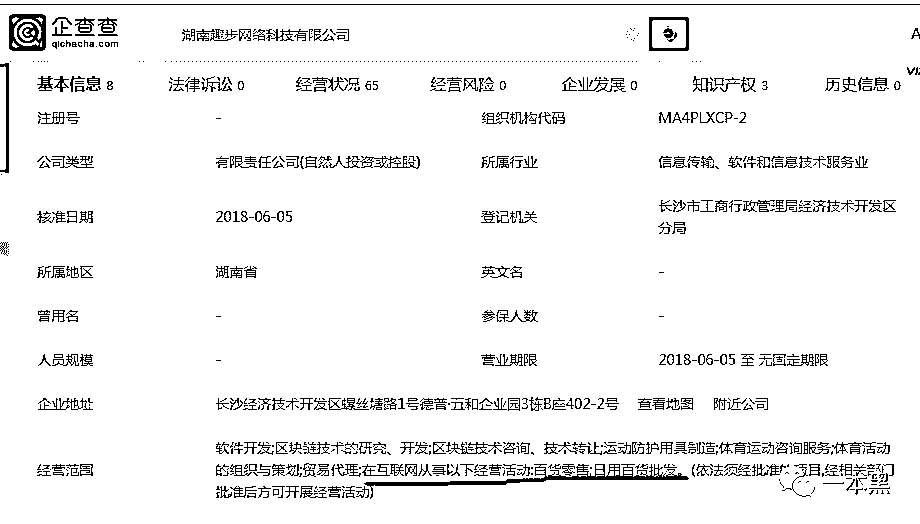 企查查
qichacha.com
湖南趣步网络科技有限公司
A
基本信息 8 法律诉讼 0 经营状况 65 经营风险 0 企业发展 0 知识产权 3 历史信息 0
注册号 - 组织机构代码 MA4PLXCP-2
公司类型 有限责任公司(自然人投资或控股) 所属行业 信息传输、软件和信息技术服务业
核准日期 2018-06-05 登记机关 长沙市工商行政管理局经济技术开发区
分局
所属地区 湖南省 英文名 -
曾用名 - 参保人数 -
人员规模 - 营业期限 2018-06-05 至 无固定期限
企业地址 长沙经济技术开发区螺丝塘路1号德普·五和企业园3栋B座402-2号 查看地图 附近公司
经营范围 软件开发;区块链技术的研究、开发;区块链技术咨询、技术转让;运动防护用具制造;体育运动咨询服务;体育活动
的组织与策划;贸易代理;在互联网从事以下经营活动:百货零售;日用百货批发。(依法须经批准的项目,经相关部门
批准后方可开展经营活动)
一本黑